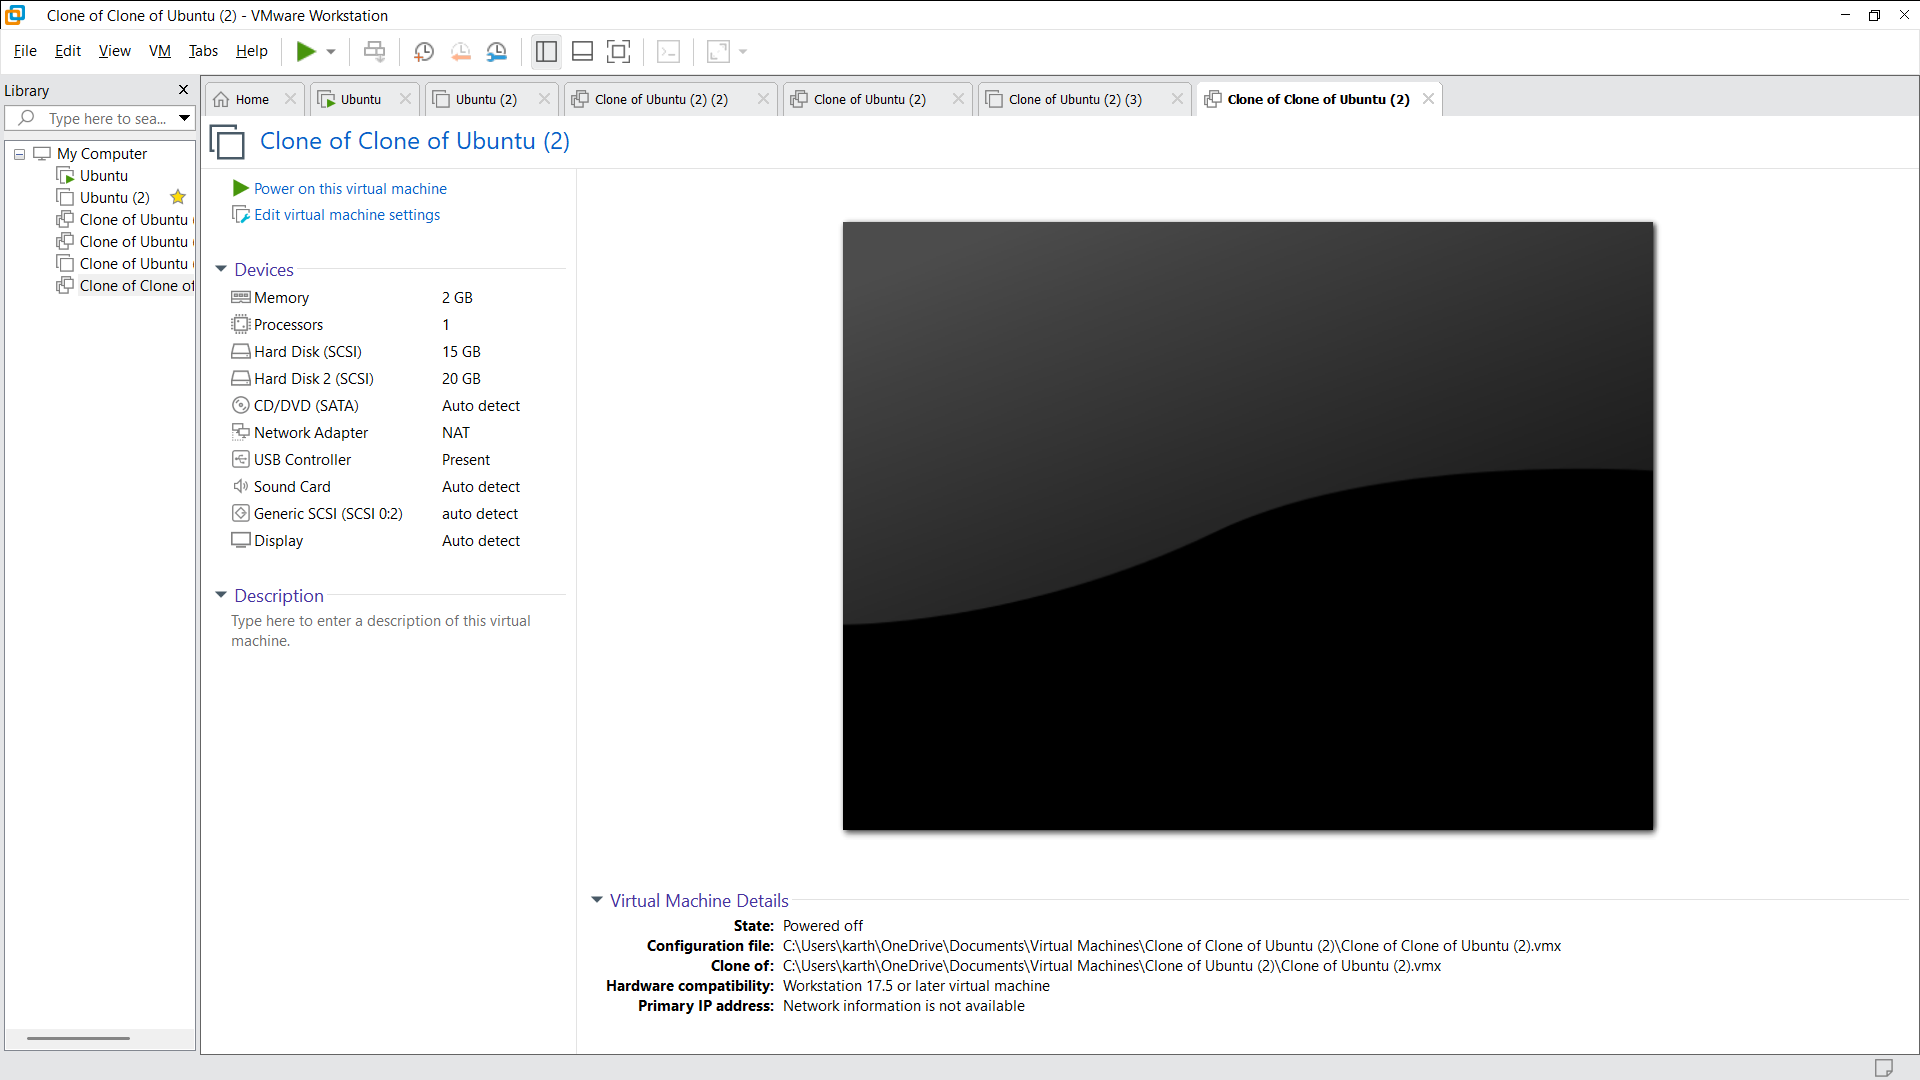 Clone of Clone of Ubuntu (2) - VMware Workstation
File Edit View VM Tabs Help
Library
Type here to sea...
My Computer
Ubuntu
Ubuntu (2)
Clone of Ubuntu
Clone of Ubuntu
Clone of Ubuntu
Clone of Clone of
Home
Ubuntu
Ubuntu (2)
Clone of Ubuntu (2) (2)
Clone of Ubuntu (2)
Clone of Ubuntu (2) (3)
Clone of Clone of Ubuntu (2)
Clone of Clone of Ubuntu (2)
Power on this virtual machine
Edit virtual machine settings
Devices
Memory 2 GB
Processors 1
Hard Disk (SCSI) 15 GB
Hard Disk 2 (SCSI) 20 GB
CD/DVD (SATA) Auto detect
Network Adapter NAT
USB Controller Present
Sound Card Auto detect
Generic SCSI (SCSI 0:2) auto detect
Display Auto detect
Description
Type here to enter a description of this virtual
machine.
Virtual Machine Details
State: Powered off
Configuration file: C:\Users\karth\OneDrive\Documents\Virtual Machines\Clone of Clone of Ubuntu (2)\Clone of Clone of Ubuntu (2).vmx
Clone of: C:\Users\karth\OneDrive\Documents\Virtual Machines\Clone of Ubuntu (2)\Clone of Ubuntu (2).vmx
Hardware compatibility: Workstation 17.5 or later virtual machine
Primary IP address: Network information is not available